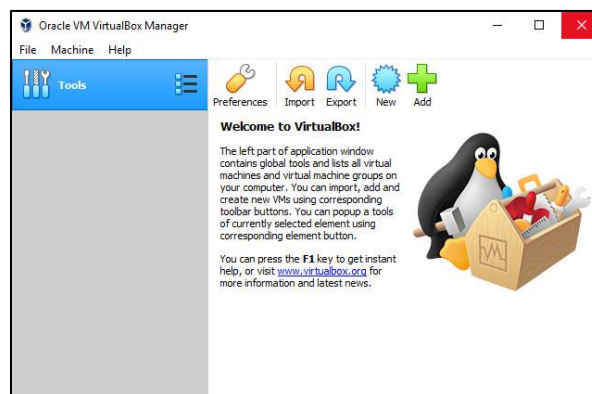 Oracle VM VirtualBox Manager
File Machine Help
Tools
Preferences Import Export New Add
Welcome to VirtualBox!
The left part of application window
contains global tools and lists all virtual
machines and virtual machine groups on
your computer. You can import, add and
create new VMs using corresponding
toolbar buttons. You can popup a tools
of currently selected element using
corresponding element button.
You can press the F1 key to get instant
help, or visit www.virtualbox.org for
more information and latest news.